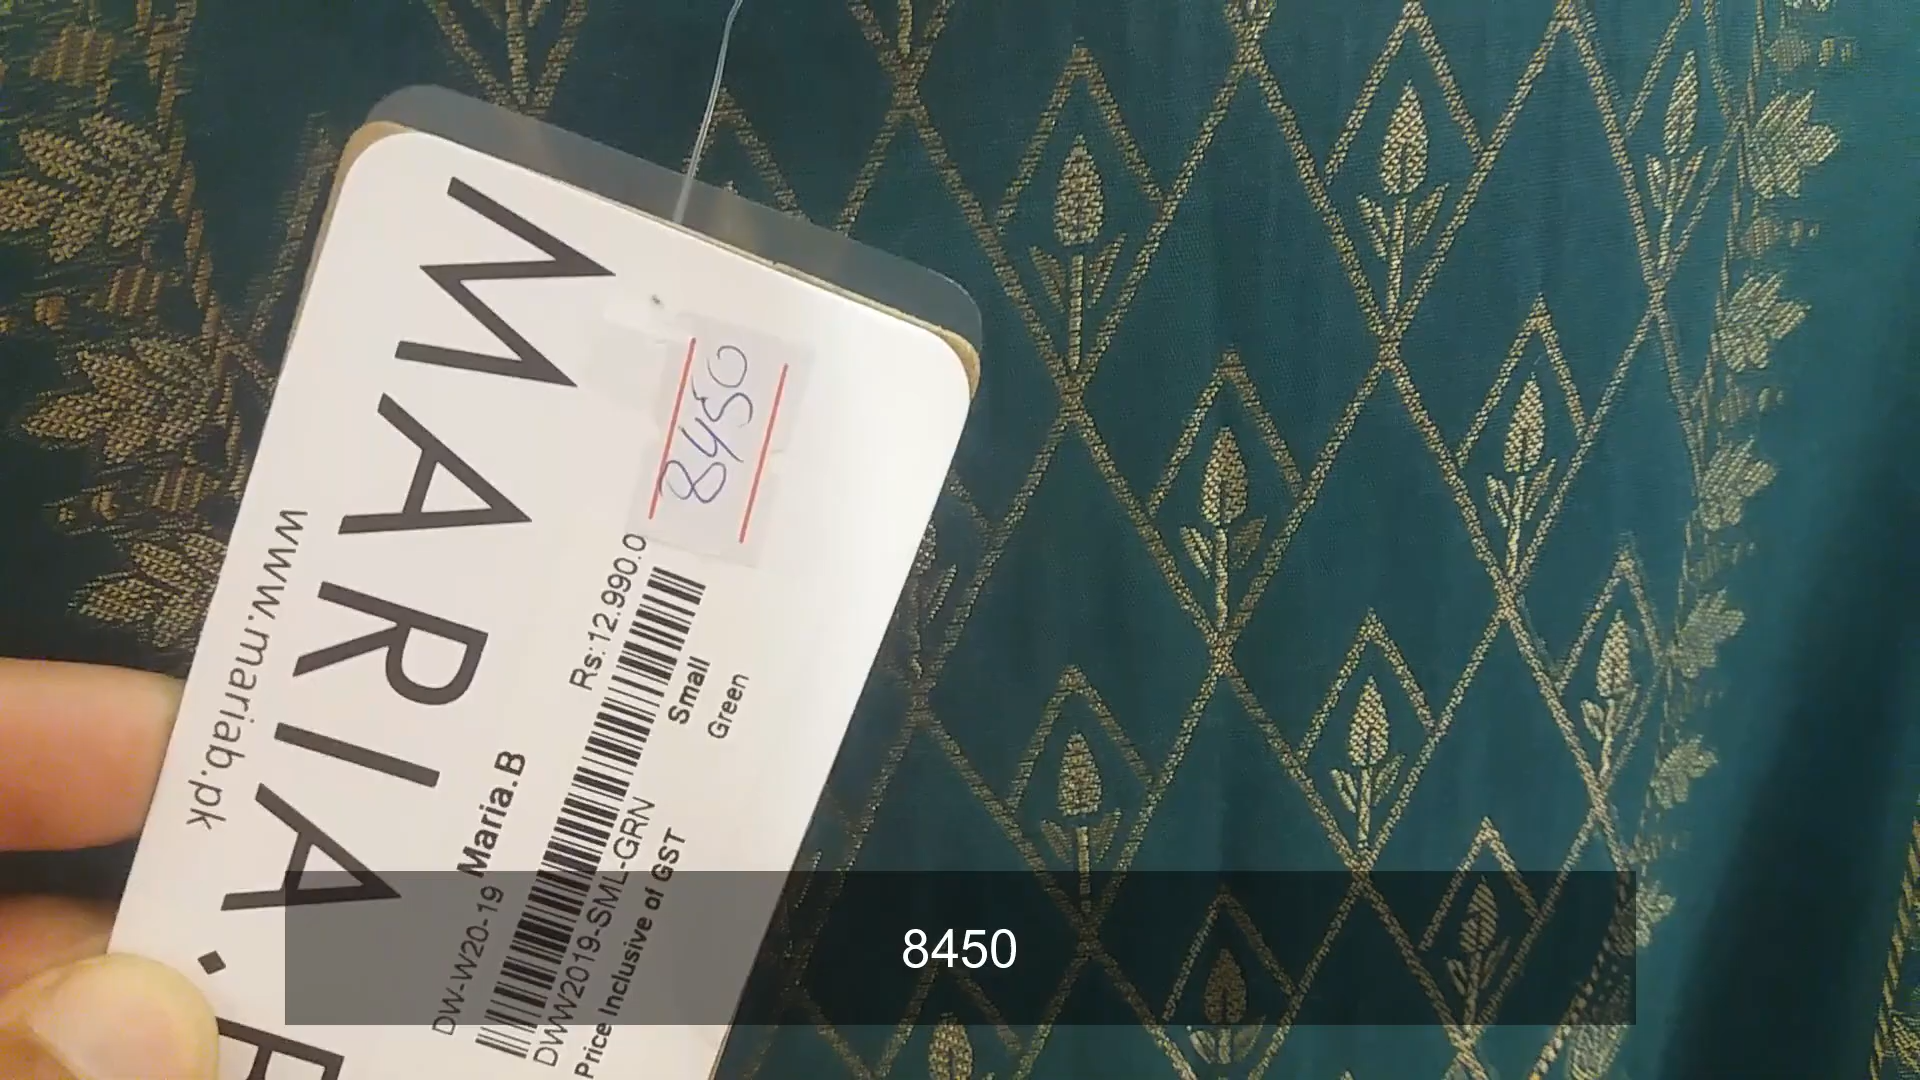 MARIA
www.mariab.pk
8450
Rs:12.990.0
Small
Green
DW-W20-19 Maria.B
DWW2019-SML-GRN
Price Inclusive of GST
8450